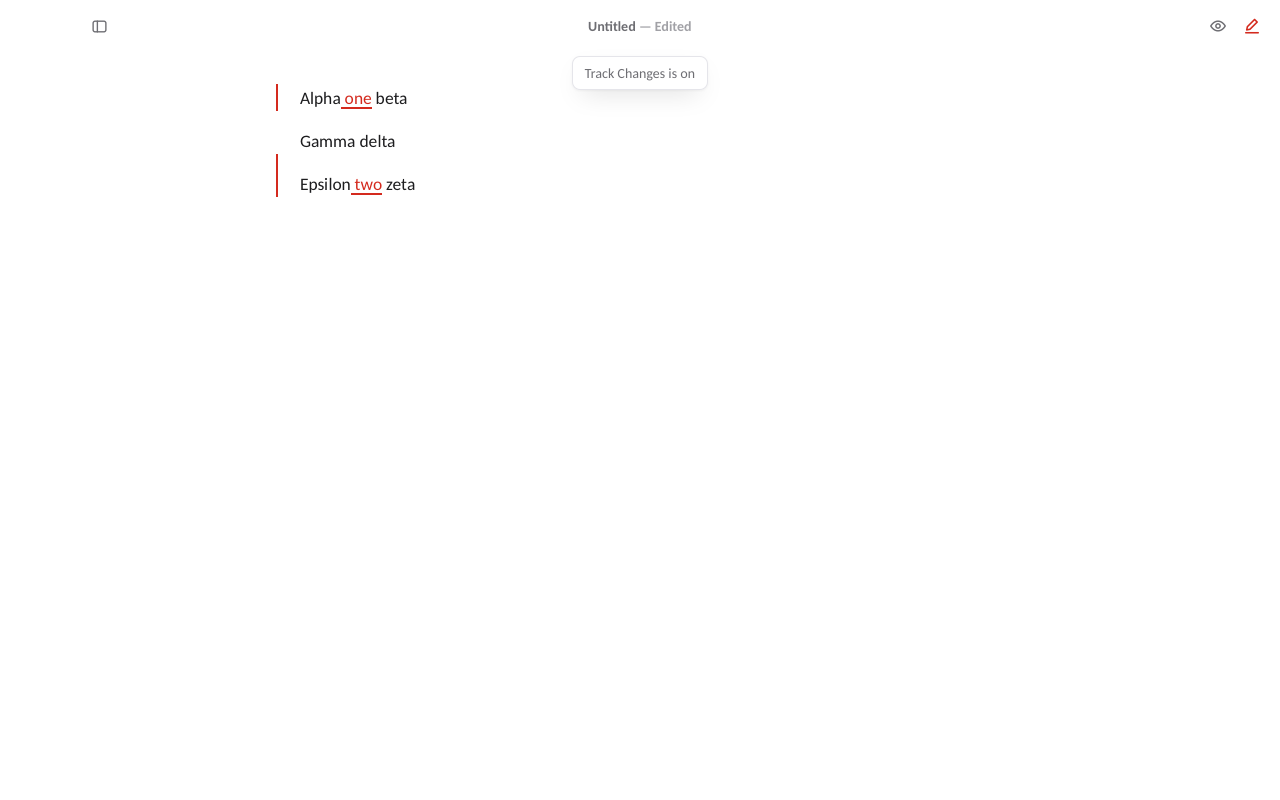 Untitled — Edited
Track Changes is on
Alpha one beta
Gamma delta
Epsilon two zeta